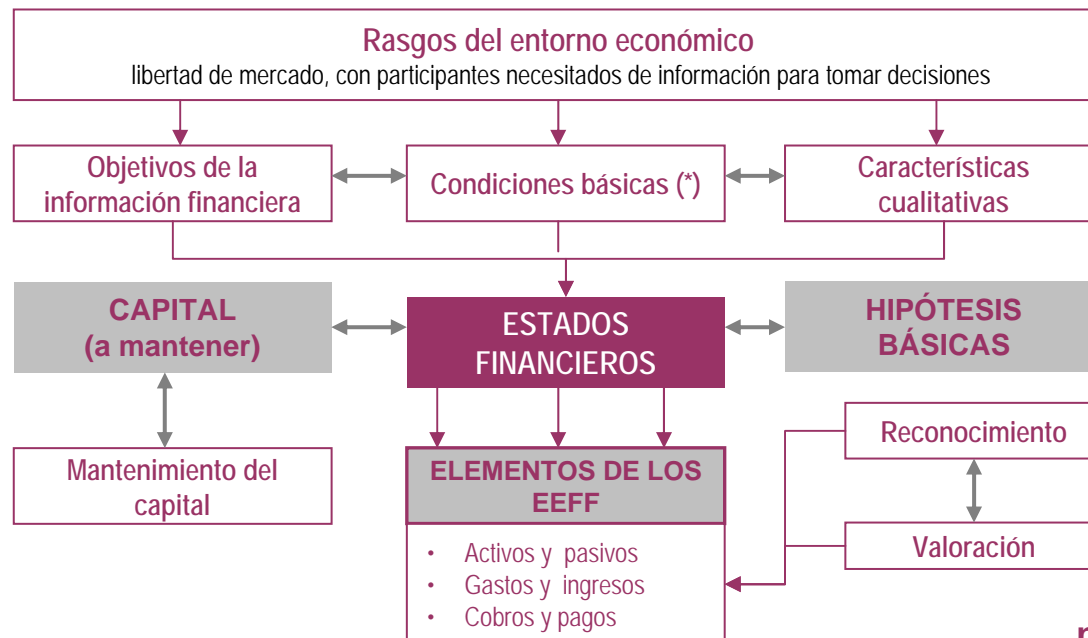 Rasgos del entorno económico
libertad de mercado, con participantes necesitados de información para tomar decisiones
Objetivos de la
información financiera
Condiciones básicas (*)
Características
cualitativas
CAPITAL
(a mantener)
ESTADOS
FINANCIEROS
HIPÓTESIS
BÁSICAS
Mantenimiento del
capital
ELEMENTOS DE LOS
EEFF
• Activos y pasivos
• Gastos y ingresos
• Cobros y pagos
Reconocimiento
Valoración